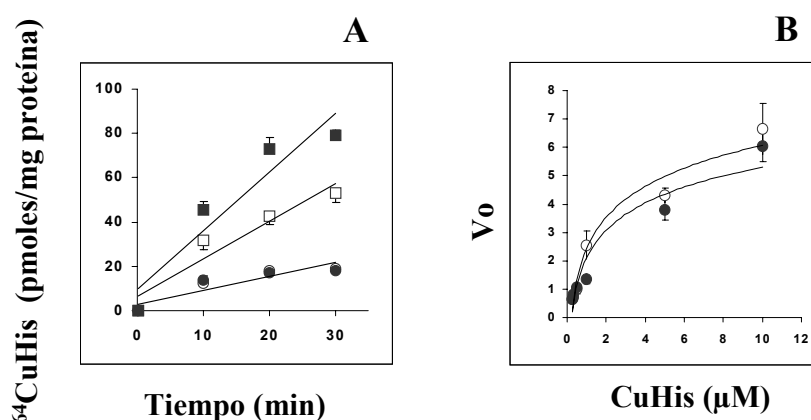 A
B
⁶⁴CuHis (pmoles/mg proteína)
100
80
60
40
20
0
0 10 20 30
Tiempo (min)
Vo
8
7
6
5
4
3
2
1
0
0 2 4 6 8 10 12
CuHis (µM)